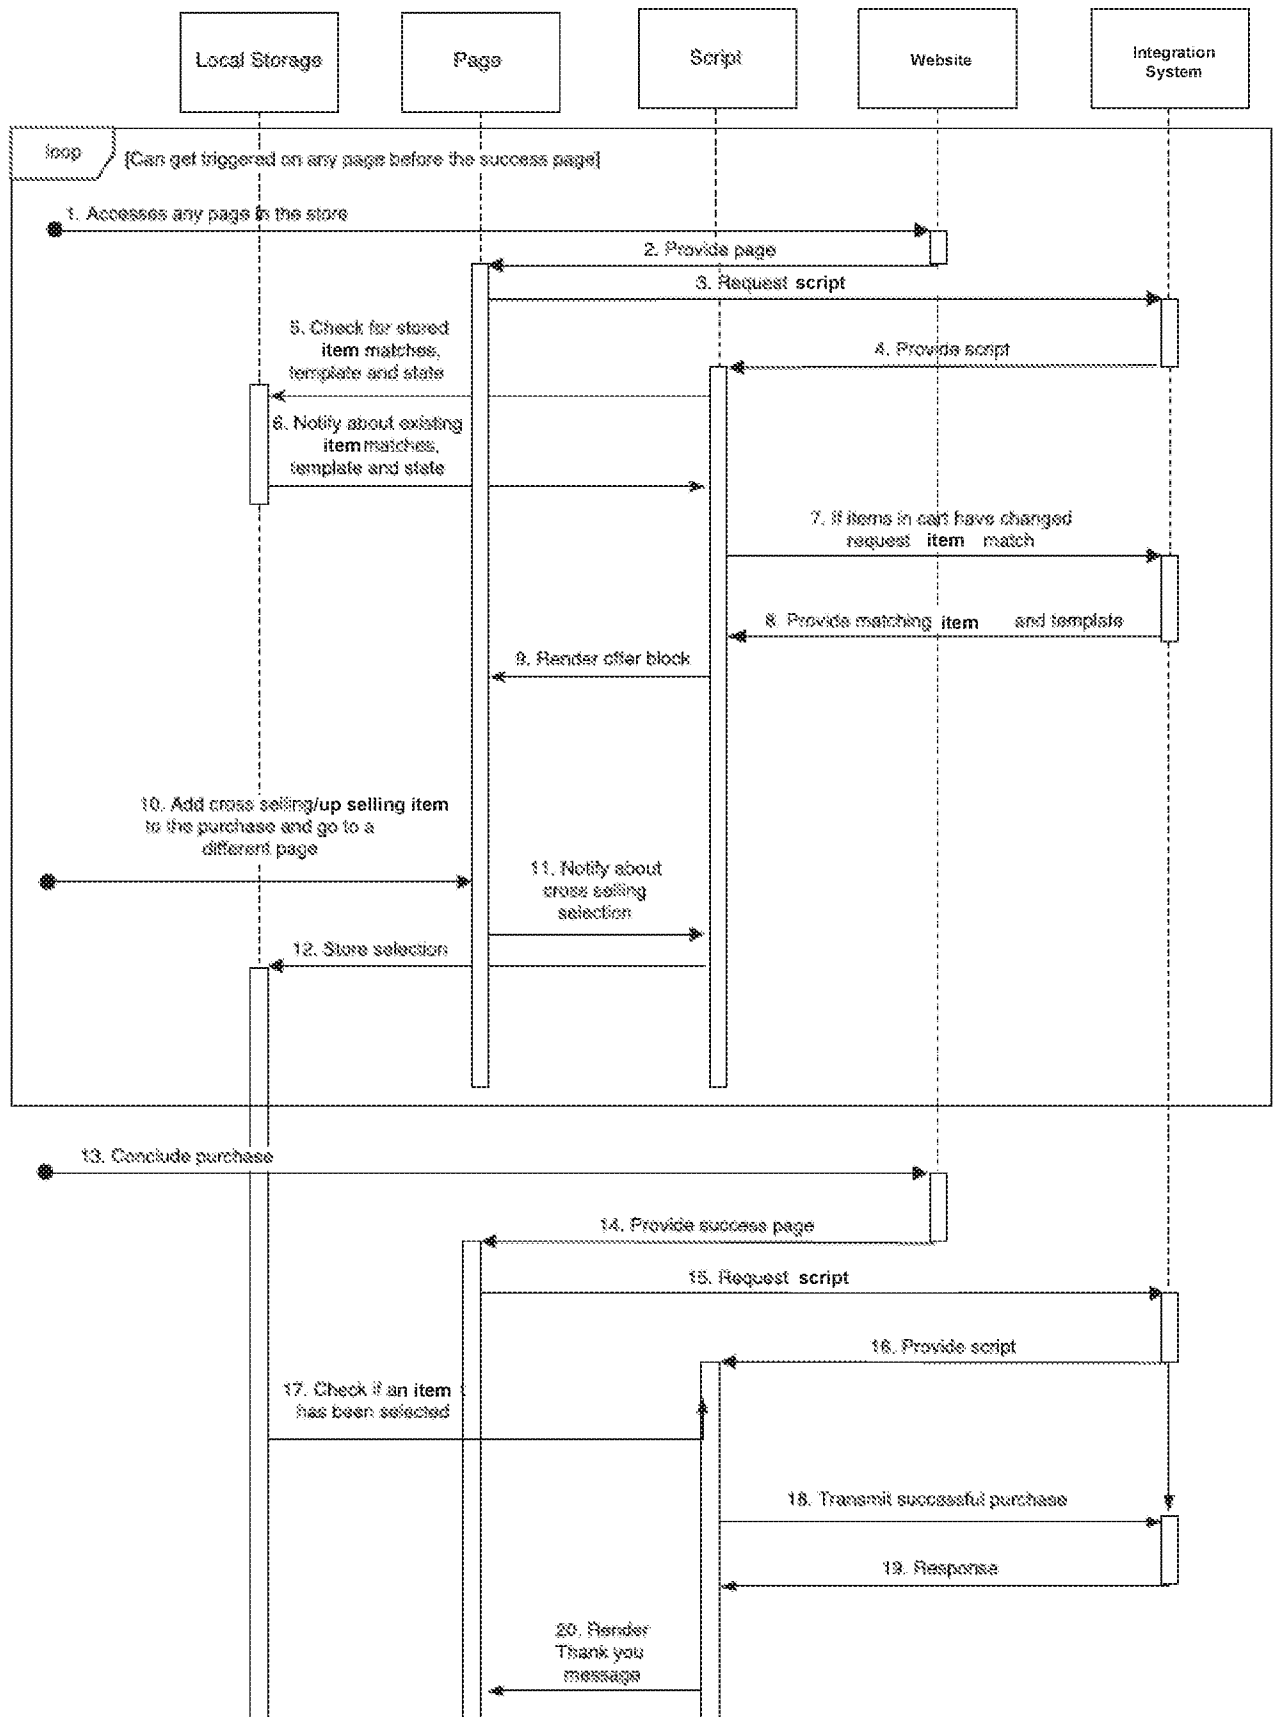 Local Storage
Page
Script
Website
Integration
System
loop
[Can get triggered on any page before the success page]
1. Accesses any page in the store
2. Provide page
3. Request script
5. Check for stored
item matches,
template and state
4. Provide script
6. Notify about existing
item matches,
template and state
7. If items in cart have changed
request item match
8. Provide matching item and template
9. Render offer block
10. Add cross selling/up selling item
to the purchase and go to a
different page
11. Notify about
cross selling
selection
12. Store selection
13. Conclude purchase
14. Provide success page
15. Request script
16. Provide script
17. Check if an item
has been selected
18. Transmit successful purchase
19. Response
20. Render
Thank you
message